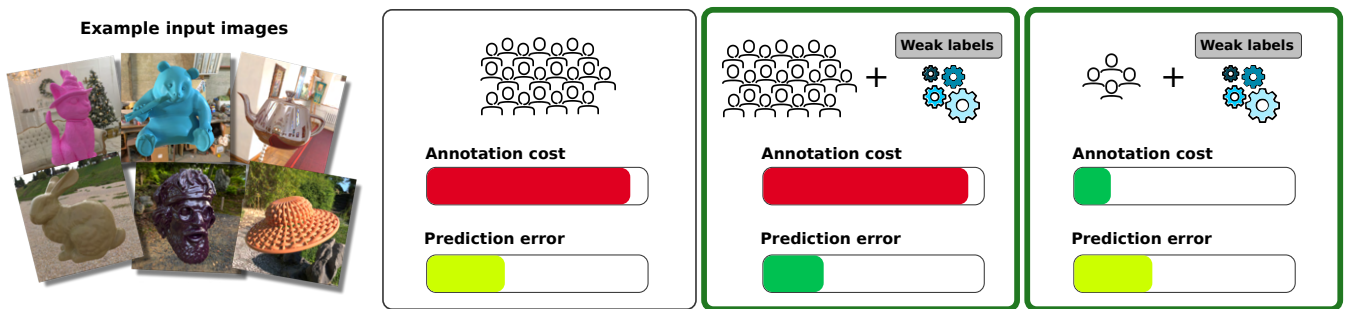 Example input images
Annotation cost
Prediction error
Weak labels
+
Annotation cost
Prediction error
Weak labels
+
Annotation cost
Prediction error